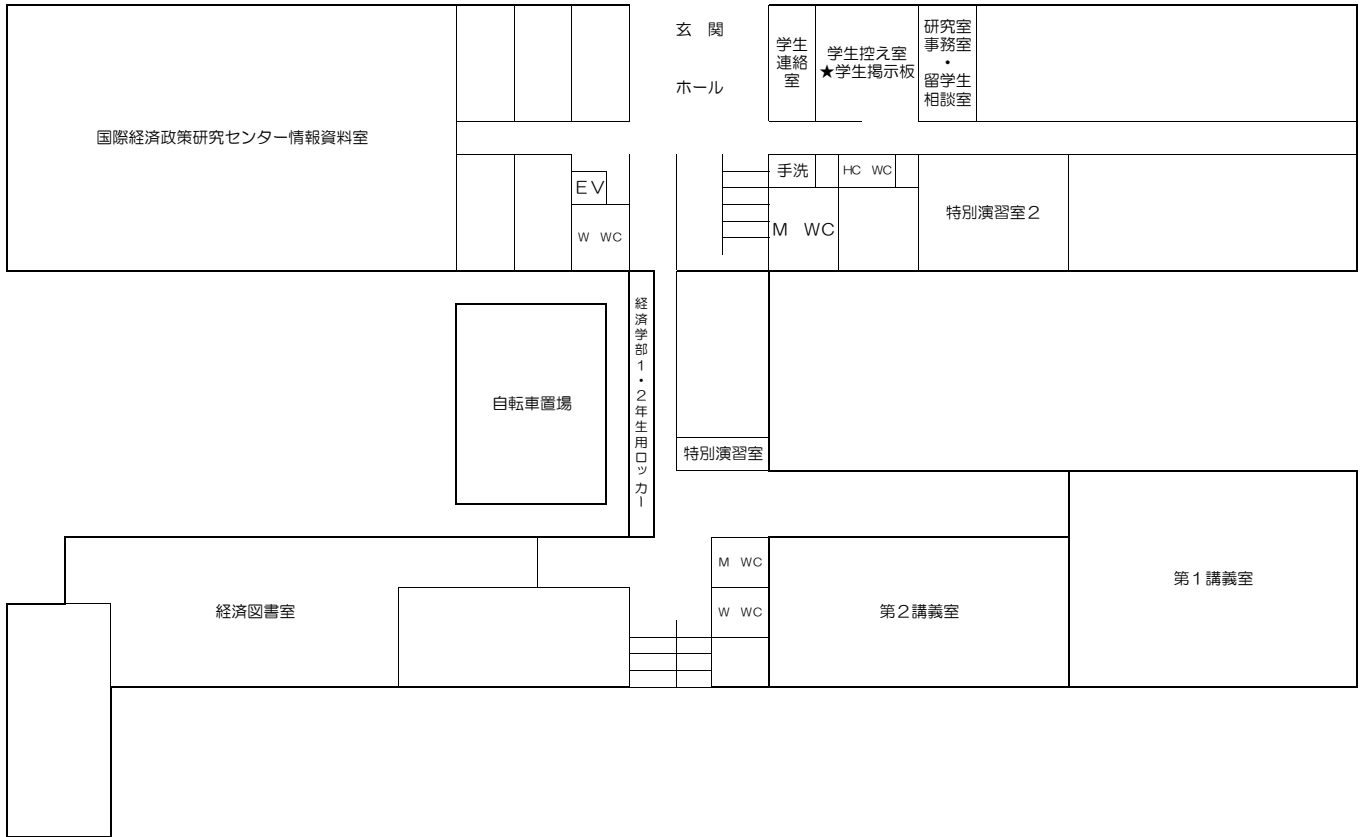 玄 関
ホール
学生
連絡
室
学生控え室
★学生掲示板
研究室
事務室
・
留学生
相談室
国際経済政策研究センター情報資料室
EV
W WC
手洗
HC WC
M WC
特別演習室2
経済学部1・2年生用ロッカー
自転車置場
特別演習室
M WC
W WC
経済図書室
第2講義室
第1講義室